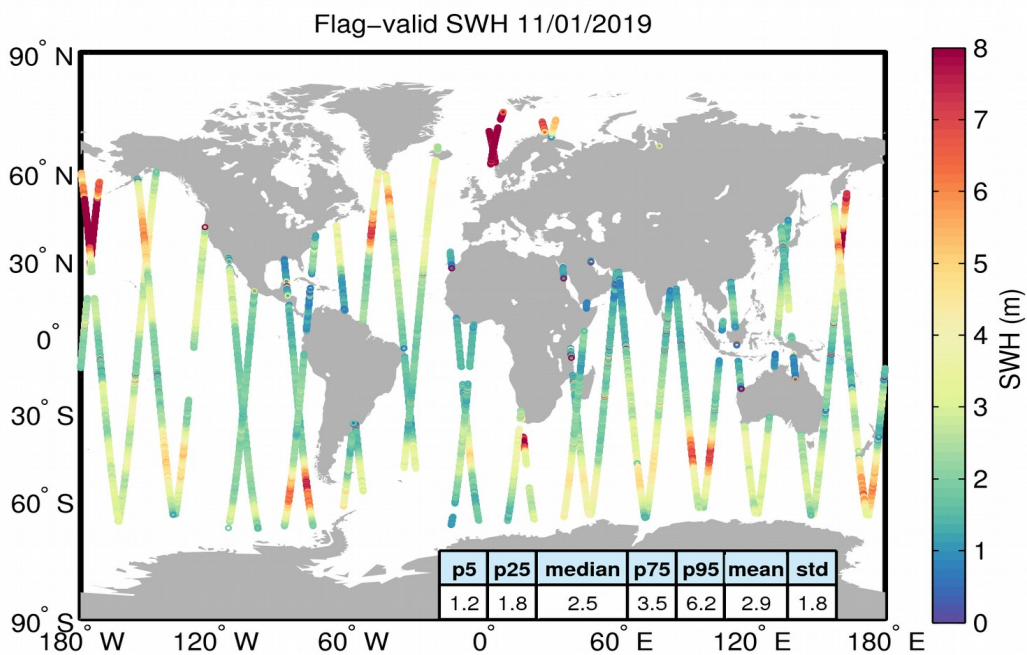 Flag−valid SWH 11/01/2019
90° N
60° N
30° N
0°
30° S
60° S
90° S
180° W
120° W
60° W
0°
60° E
120° E
180° E
p5 p25 median p75 p95 mean std
1.2 1.8 2.5 3.5 6.2 2.9 1.8
8
7
6
5
4
3
2
1
0
SWH (m)